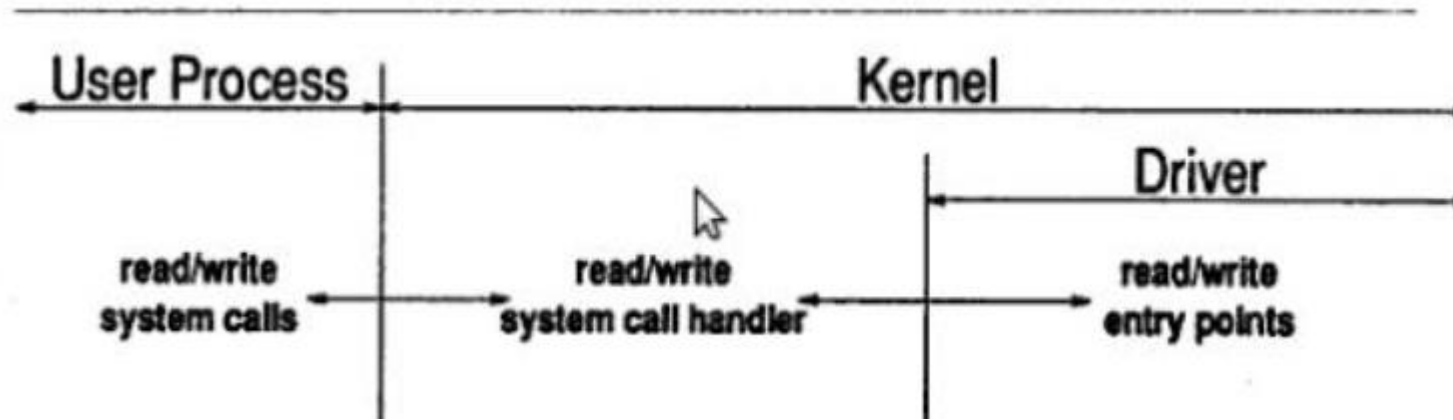 User Process
Kernel
Driver
read/write
system calls
read/write
system call handler
read/write
entry points